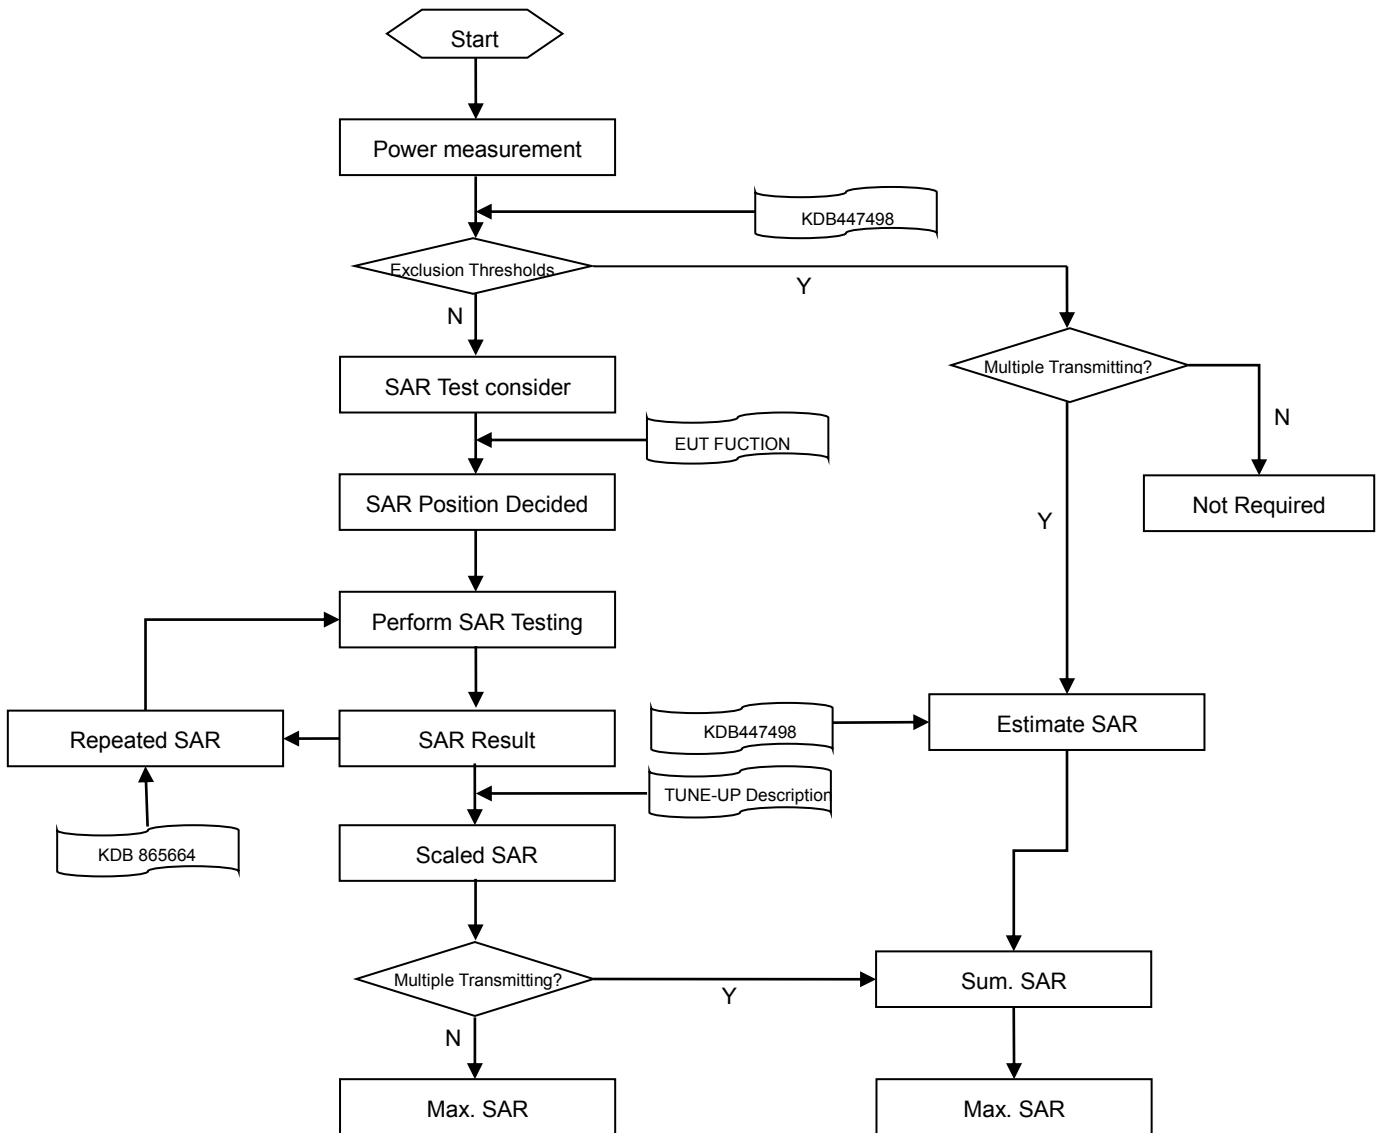 Start
Power measurement
KDB447498
Exclusion Thresholds
Y
N
Multiple Transmitting?
SAR Test consider
N
EUT FUCTION
SAR Position Decided
Not Required
Y
Perform SAR Testing
Repeated SAR
SAR Result
KDB447498
Estimate SAR
TUNE-UP Description
KDB 865664
Scaled SAR
Multiple Transmitting?
Y
Sum. SAR
N
Max. SAR
Max. SAR